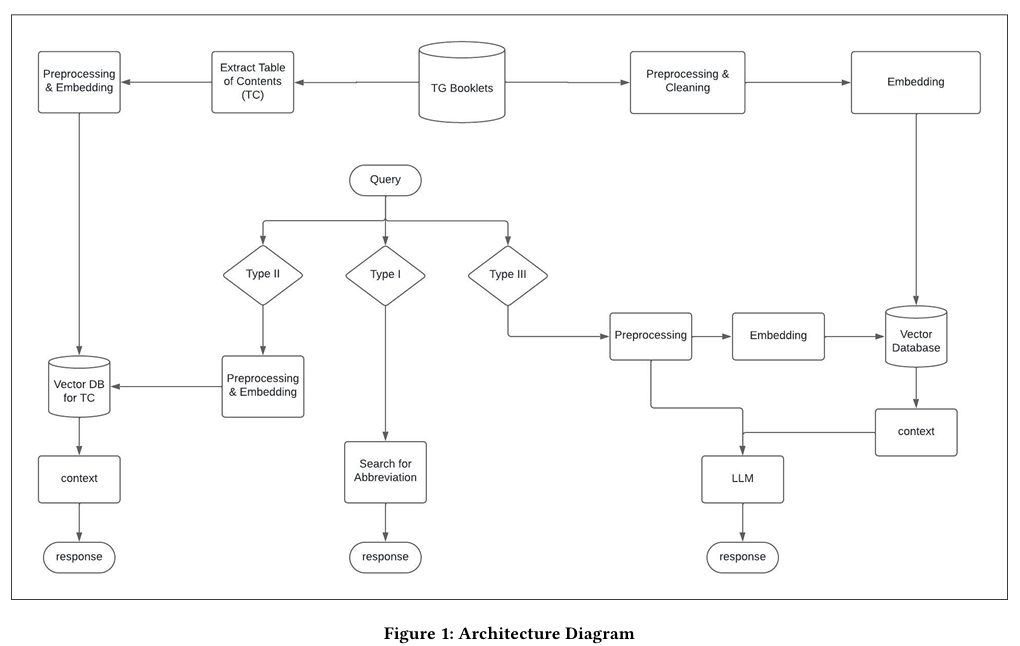 Preprocessing
& Embedding
Extract Table
of Contents
(TC)
TG Booklets
Preprocessing &
Cleaning
Embedding
Query
Type II
Type I
Type III
Preprocessing
Embedding
Vector
Database
Vector DB
for TC
Preprocessing
& Embedding
context
context
Search for
Abbreviation
LLM
response
response
response
Figure 1: Architecture Diagram